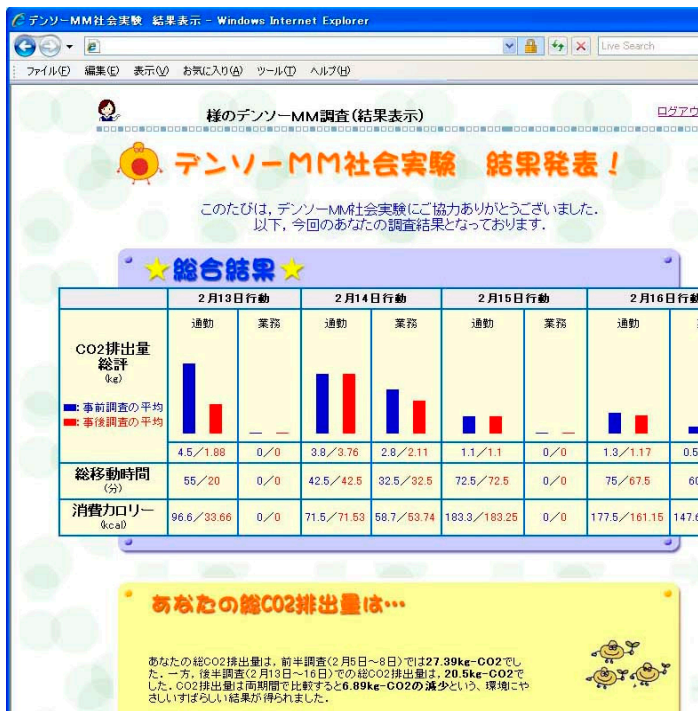 デンソーMM社会実験 結果表示 - Windows Internet Explorer
Live Search
ファイル(F) 編集(E) 表示(V) お気に入り(A) ツール(T) ヘルプ(H)
様のデンソーMM調査(結果表示)
ログアウ
デンソーMM社会実験 結果発表！
このたびは，デンソーMM社会実験にご協力ありがとうございました．
以下，今回のあなたの調査結果となっております．
総合結果
2月13日行動 2月14日行動 2月15日行動 2月16日行動
通勤 業務 通勤 業務 通勤 業務 通勤
CO2排出量
総評
(kg)
■：事前調査の平均
■：事後調査の平均
4.5／1.88 0／0 3.8／3.76 2.8／2.11 1.1／1.1 0／0 1.3／1.17 0.5
総移動時間
(分)
55／20 0／0 42.5／42.5 32.5／32.5 72.5／72.5 0／0 75／67.5 60
消費カロリー
(kcal)
96.6／33.66 0／0 71.5／71.53 58.7／53.74 183.3／183.25 0／0 177.5／161.15 147.6
あなたの総CO2排出量は…
あなたの総CO2排出量は，前半調査(2月5日～8日)では27.39kg-CO2でし
た．一方，後半調査(2月13日～16日)での総CO2排出量は，20.5kg-CO2で
した．CO2排出量は両期間で比較すると6.89kg-CO2の減少という，環境にや
さしいすばらしい結果が得られました．